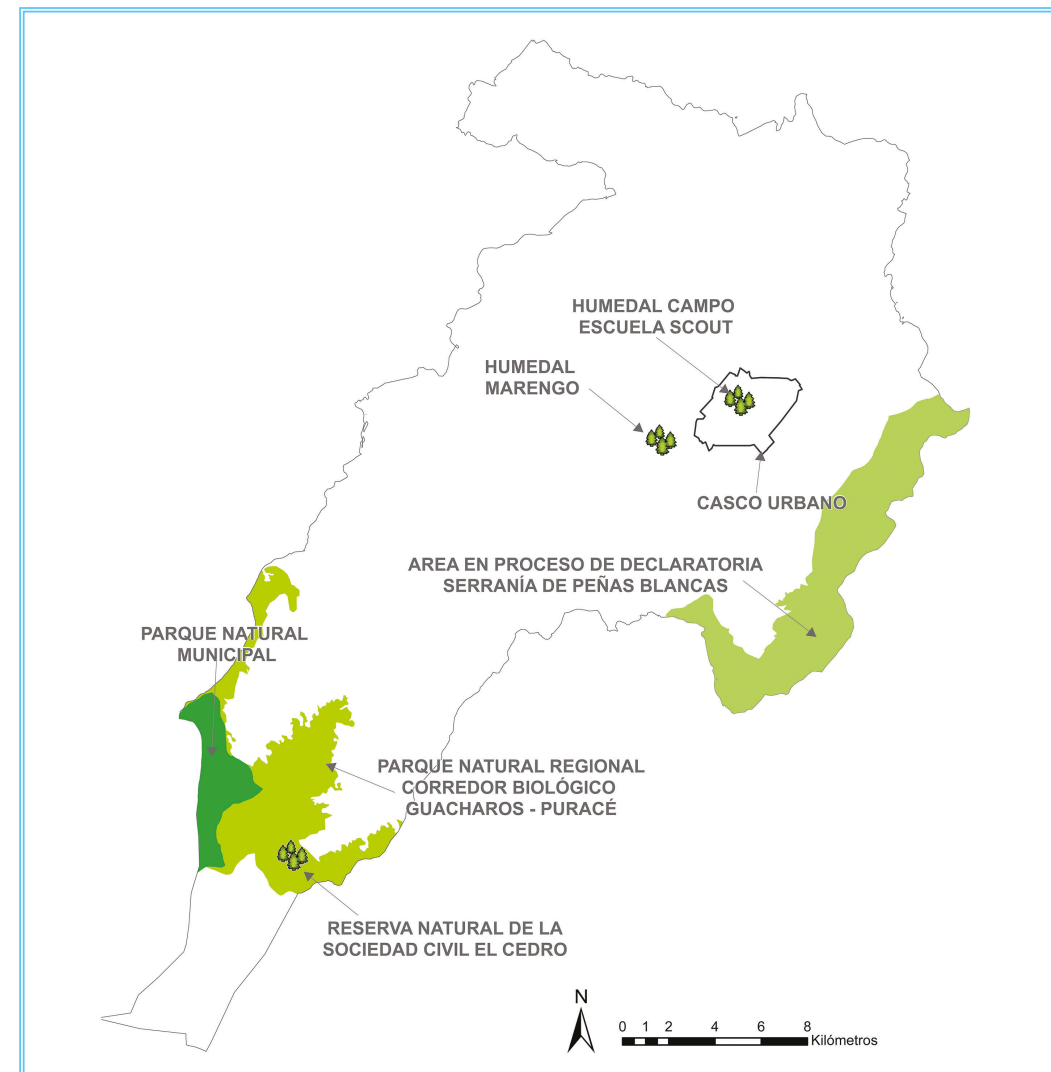 HUMEDAL CAMPO
ESCUELA SCOUT
HUMEDAL
MARENGO
CASCO URBANO
AREA EN PROCESO DE DECLARATORIA
SERRANÍA DE PEÑAS BLANCAS
PARQUE NATURAL
MUNICIPAL
PARQUE NATURAL REGIONAL
CORREDOR BIOLÓGICO
GUACHAROS - PURACÉ
RESERVA NATURAL DE LA
SOCIEDAD CIVIL EL CEDRO
N
0 1 2 4 6 8
Kilómetros